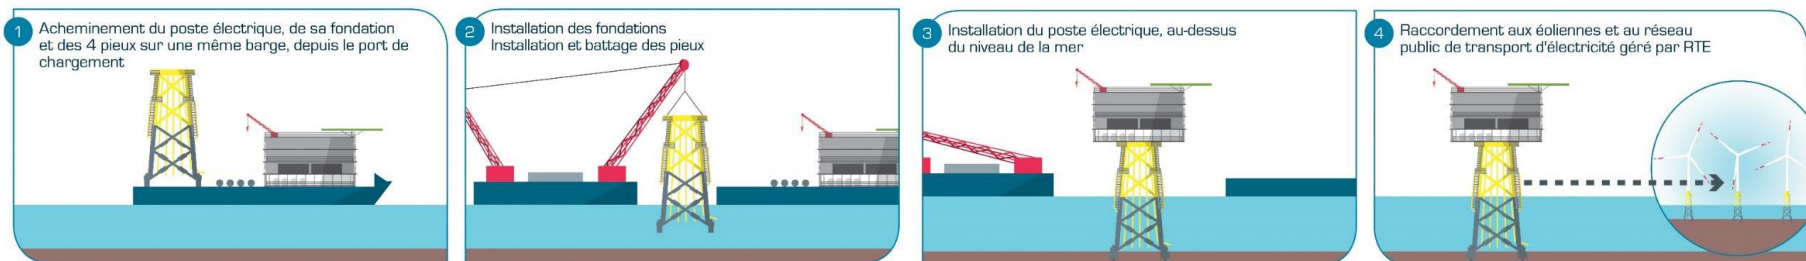 1
Acheminement du poste électrique, de sa fondation
et des 4 pieux sur une même barge, depuis le port de
chargement
2
Installation des fondations
Installation et battage des pieux
3
Installation du poste électrique, au-dessus
du niveau de la mer
4
Raccordement aux éoliennes et au réseau
public de transport d'électricité géré par RTE